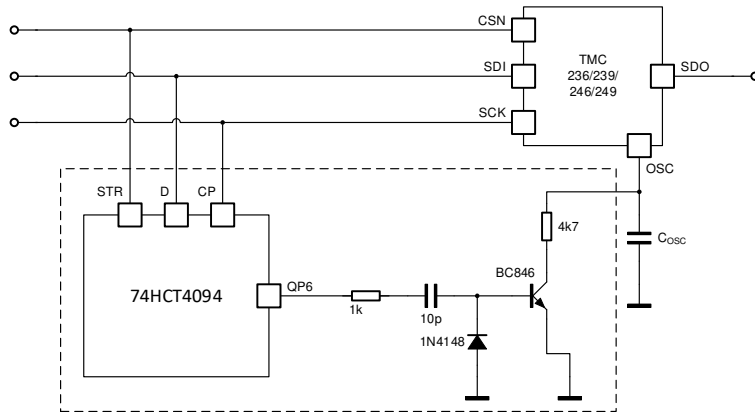 CSN
SDI
SCK
TMC
236/239/
246/249
SDO
OSC
STR
D
CP
4k7
COSC
74HCT4094
QP6
1k
10p
BC846
1N4148